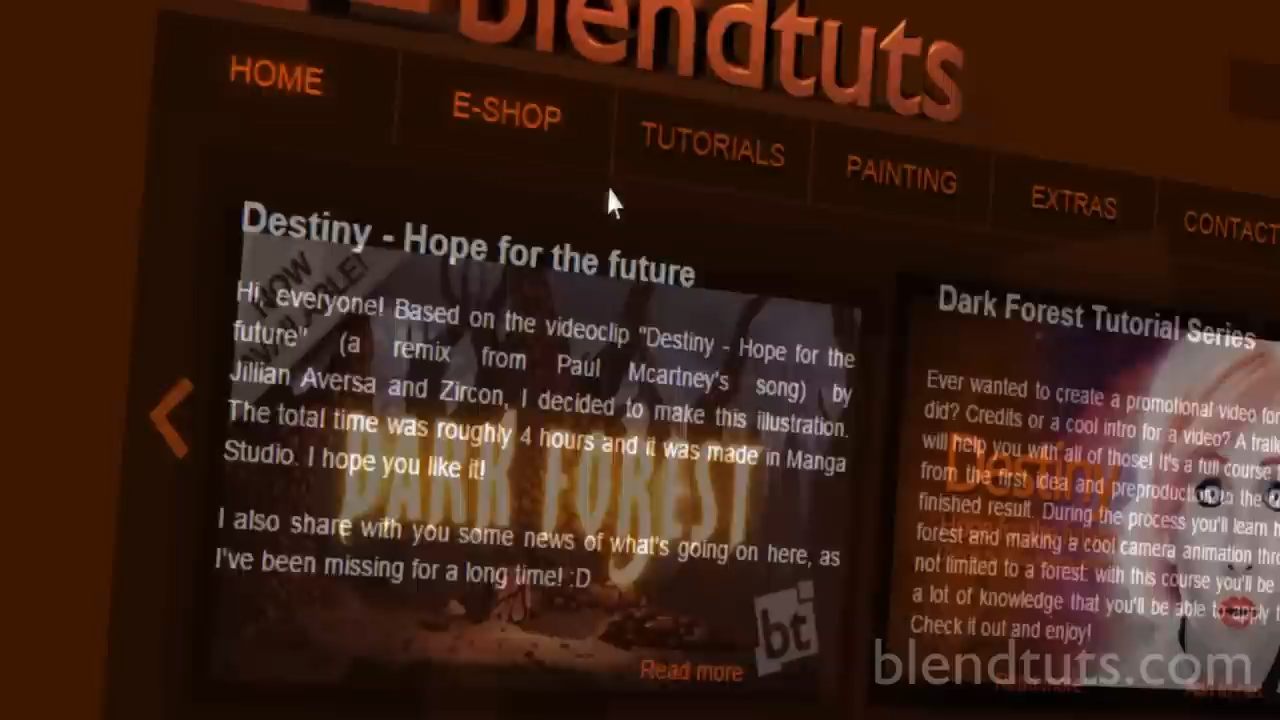 blendtuts
HOME
E-SHOP
TUTORIALS
PAINTING
EXTRAS
CONTACT
Destiny - Hope for the future
NOW
AVAILABLE!
Hi, everyone! Based on the videoclip "Destiny - Hope for the
future" (a remix from Paul Mcartney's song) by
Jillian Aversa and Zircon, I decided to make this illustration.
The total time was roughly 4 hours and it was made in Manga
Studio. I hope you like it!
DARK FOREST
I also share with you some news of what's going on here, as
I've been missing for a long time! :D
bt
Read more
Dark Forest Tutorial Series
Ever wanted to create a promotional video for
did? Credits or a cool intro for a video? A traile
will help you with all of those! It's a full course
from the first idea and preproduction to the
finished result. During the process you'll learn h
forest and making a cool camera animation thr
not limited to a forest: with this course you'll be
a lot of knowledge that you'll be able to apply t
Check it out and enjoy!
Destiny
blendtuts.com